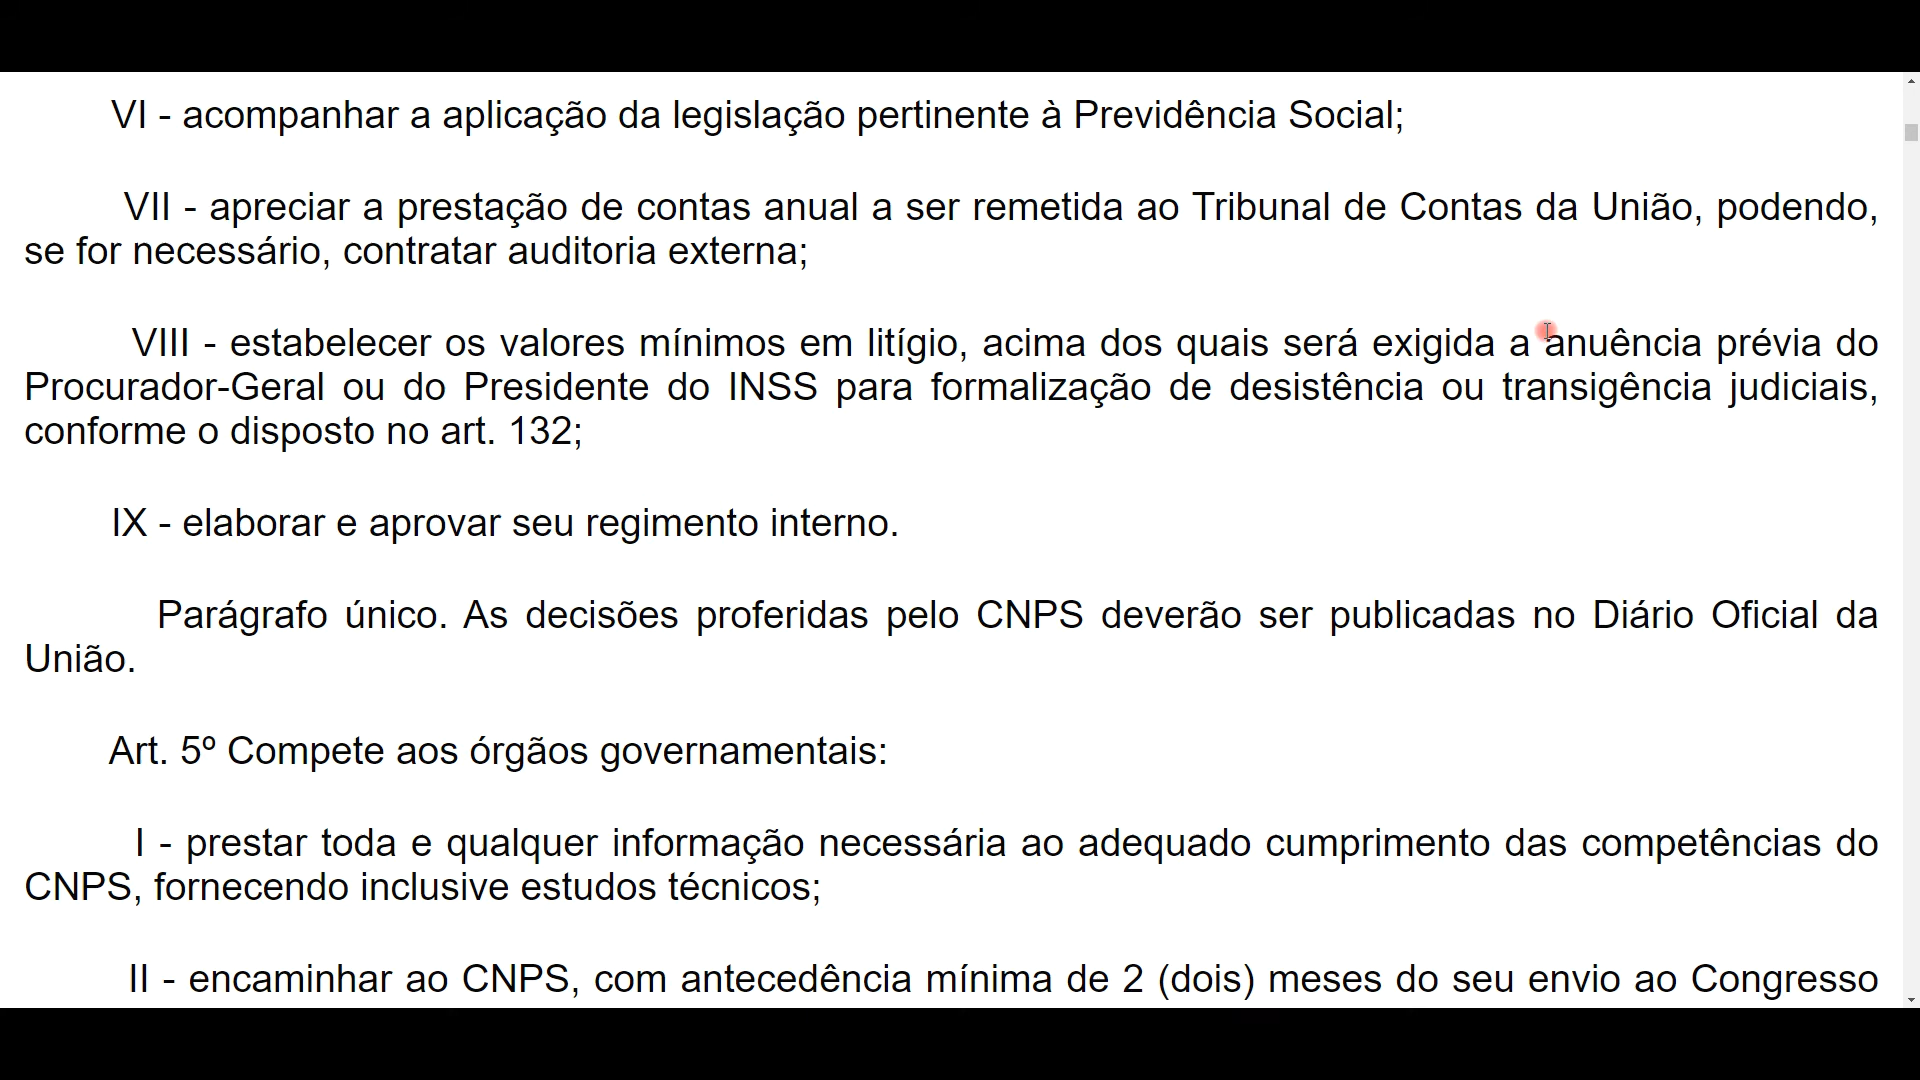 VI - acompanhar a aplicação da legislação pertinente à Previdência Social;
VII - apreciar a prestação de contas anual a ser remetida ao Tribunal de Contas da União, podendo,
se for necessário, contratar auditoria externa;
VIII - estabelecer os valores mínimos em litígio, acima dos quais será exigida a anuência prévia do
Procurador-Geral ou do Presidente do INSS para formalização de desistência ou transigência judiciais,
conforme o disposto no art. 132;
IX - elaborar e aprovar seu regimento interno.
Parágrafo único. As decisões proferidas pelo CNPS deverão ser publicadas no Diário Oficial da
União.
Art. 5º Compete aos órgãos governamentais:
I - prestar toda e qualquer informação necessária ao adequado cumprimento das competências do
CNPS, fornecendo inclusive estudos técnicos;
II - encaminhar ao CNPS, com antecedência mínima de 2 (dois) meses do seu envio ao Congresso